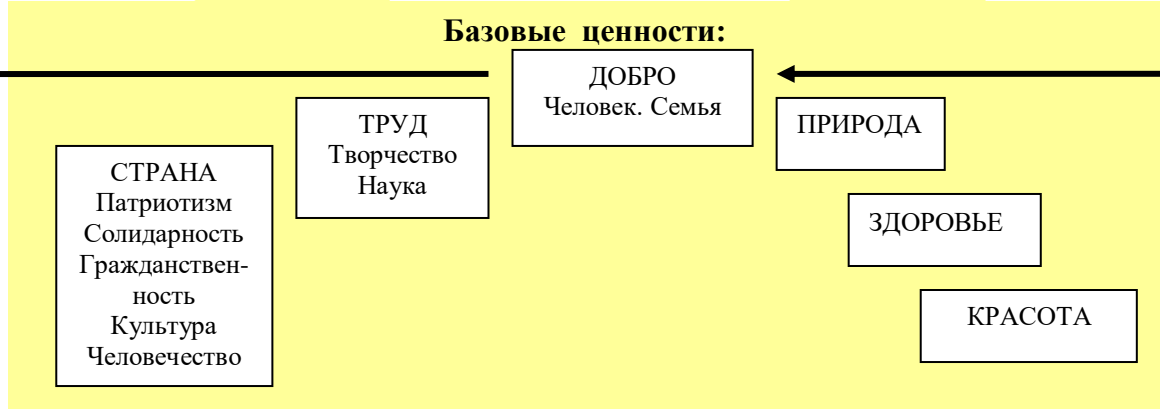 Базовые ценности:
ДОБРО
Человек. Семья
ТРУД
Творчество
Наука
ПРИРОДА
СТРАНА
Патриотизм
Солидарность
Гражданствен-
ность
Культура
Человечество
ЗДОРОВЬЕ
КРАСОТА